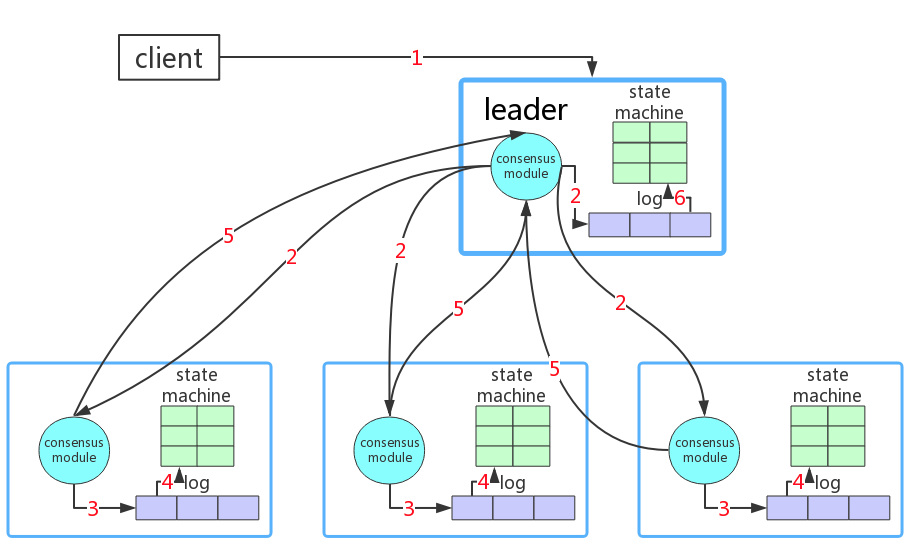 client
1
leader
state
machine
consensus
module
2
log
6
5
2
2
5
2
5
state
machine
consensus
module
4
log
3
state
machine
consensus
module
4
log
3
state
machine
consensus
module
4
log
3